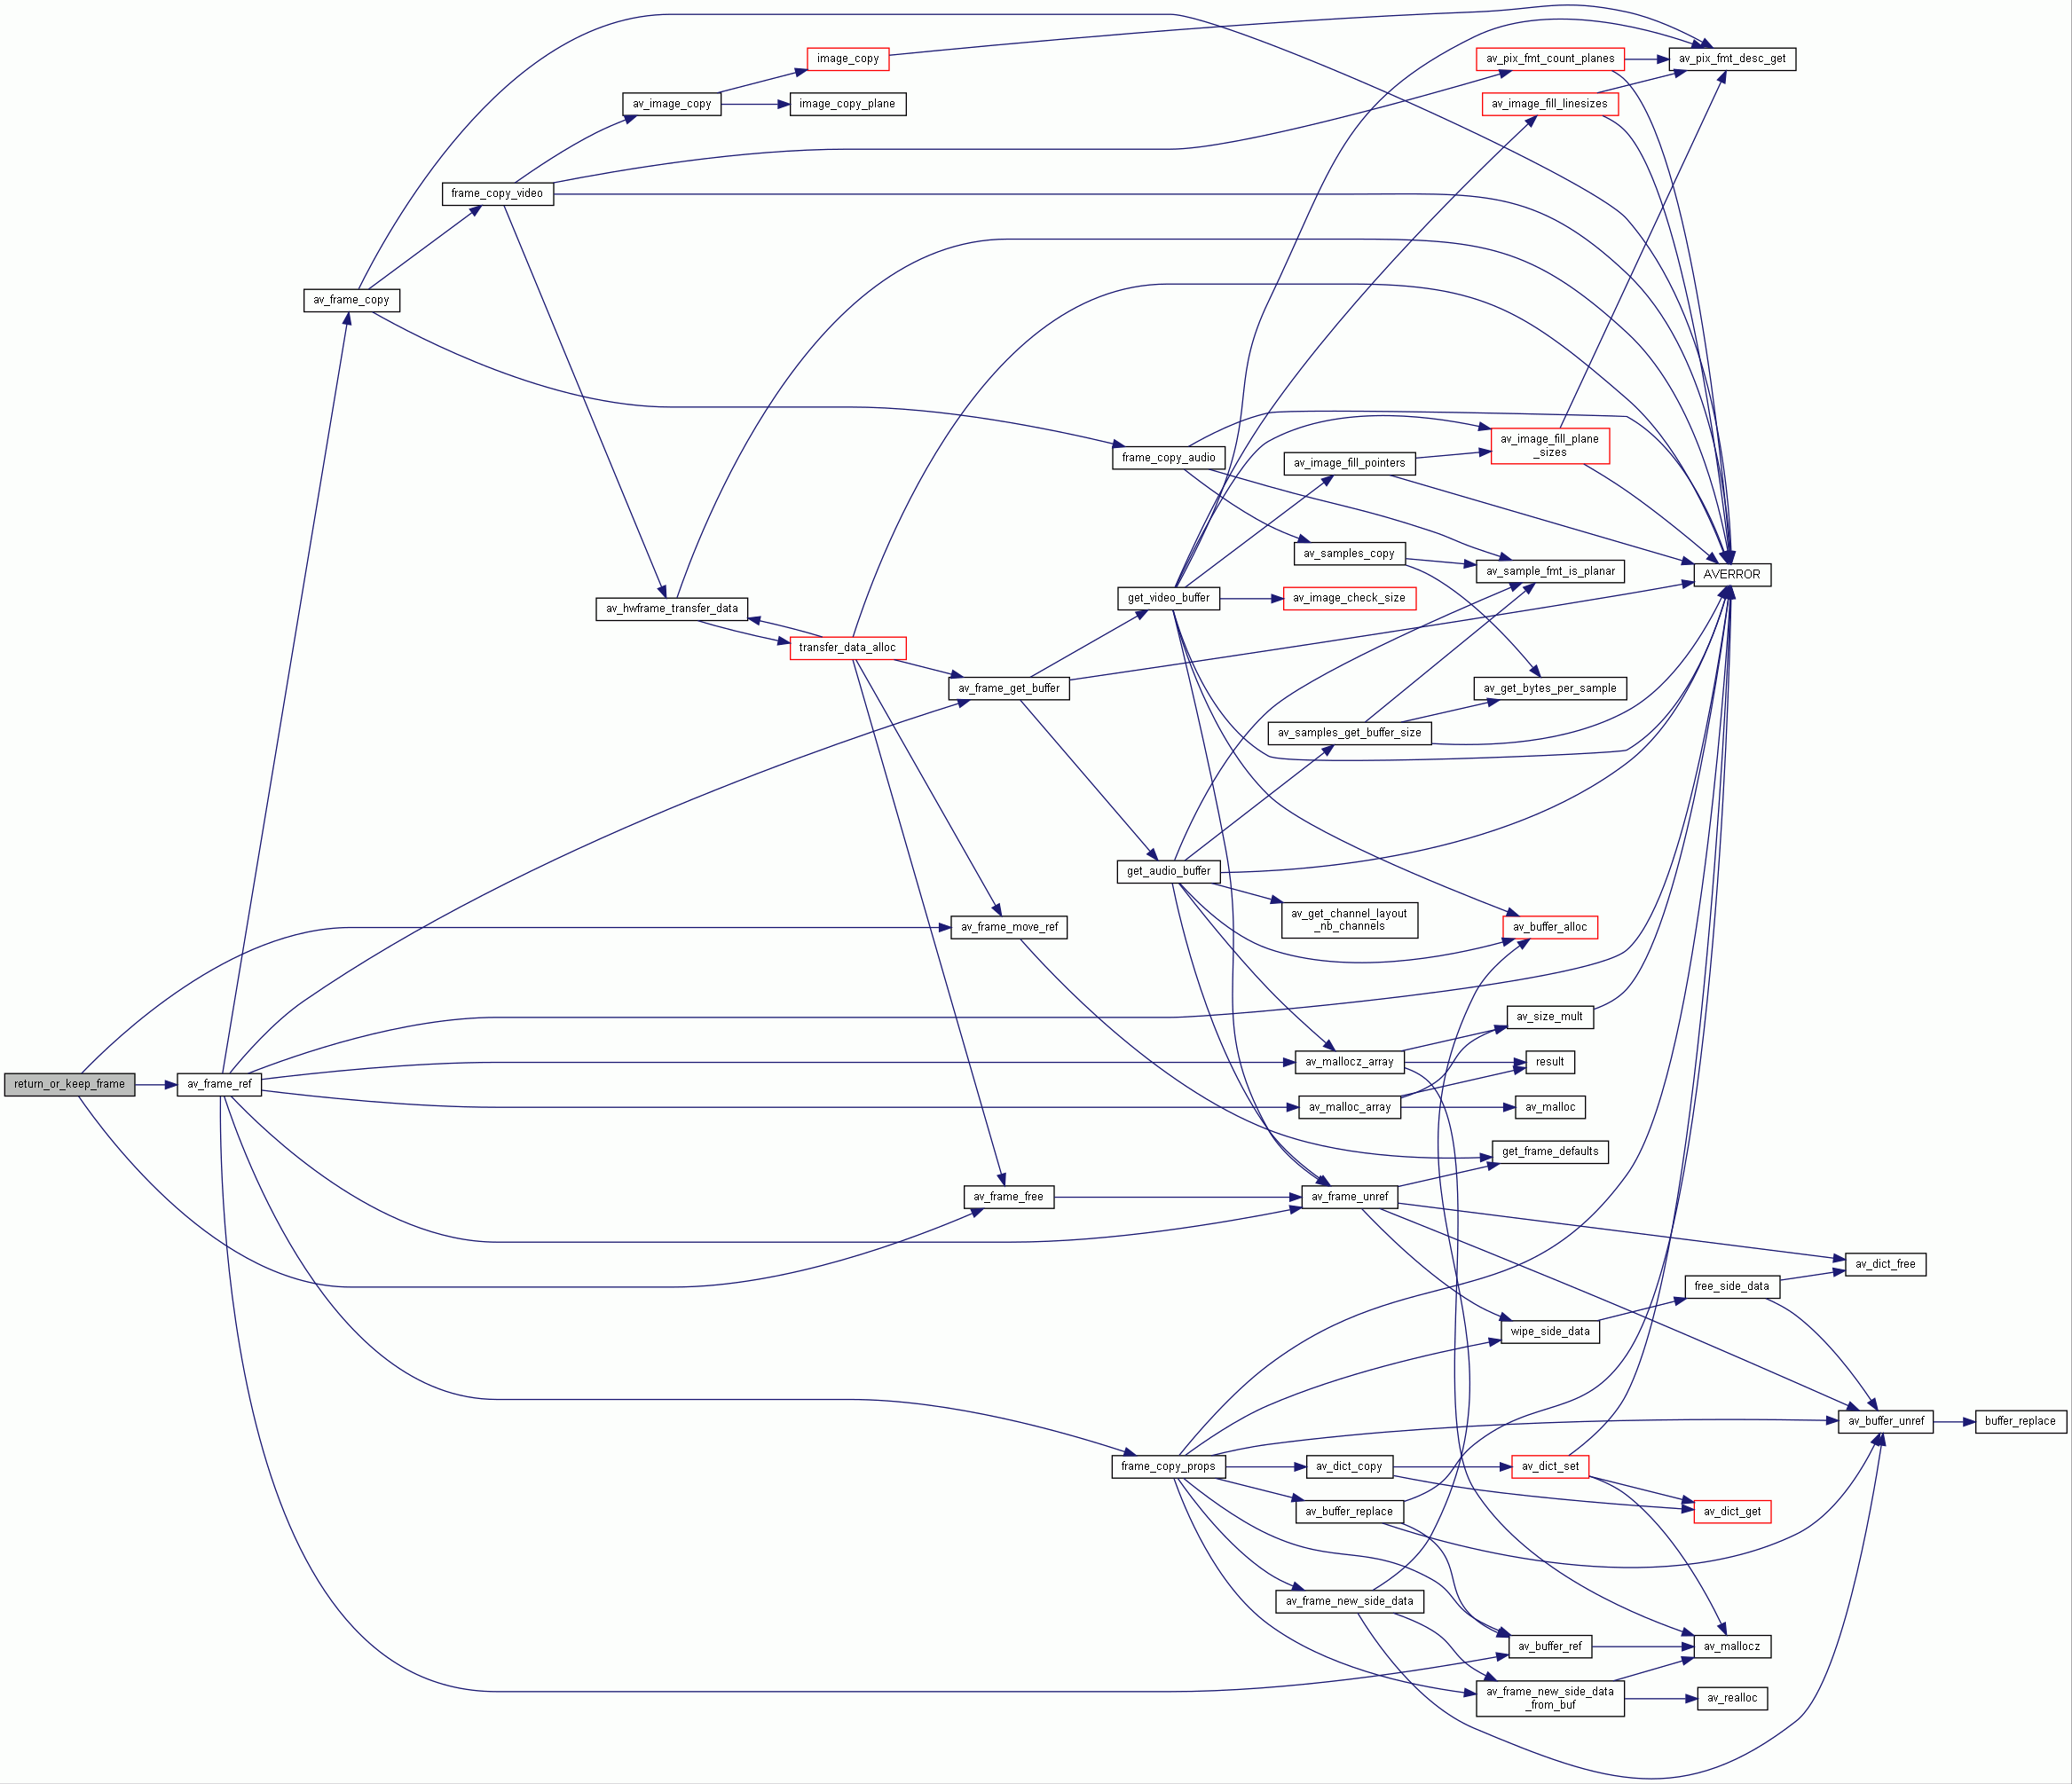 image_copy
av_pix_fmt_count_planes
av_pix_fmt_desc_get
av_image_copy
image_copy_plane
av_image_fill_linesizes
frame_copy_video
av_frame_copy
av_image_fill_plane
_sizes
frame_copy_audio
av_image_fill_pointers
av_samples_copy
av_sample_fmt_is_planar
AVERROR
get_video_buffer
av_image_check_size
av_hwframe_transfer_data
transfer_data_alloc
av_frame_get_buffer
av_get_bytes_per_sample
av_samples_get_buffer_size
get_audio_buffer
av_get_channel_layout
_nb_channels
av_frame_move_ref
av_buffer_alloc
av_size_mult
av_mallocz_array
result
return_or_keep_frame
av_frame_ref
av_malloc_array
av_malloc
get_frame_defaults
av_frame_free
av_frame_unref
av_dict_free
free_side_data
wipe_side_data
av_buffer_unref
buffer_replace
frame_copy_props
av_dict_copy
av_dict_set
av_buffer_replace
av_dict_get
av_frame_new_side_data
av_buffer_ref
av_mallocz
av_frame_new_side_data
_from_buf
av_realloc